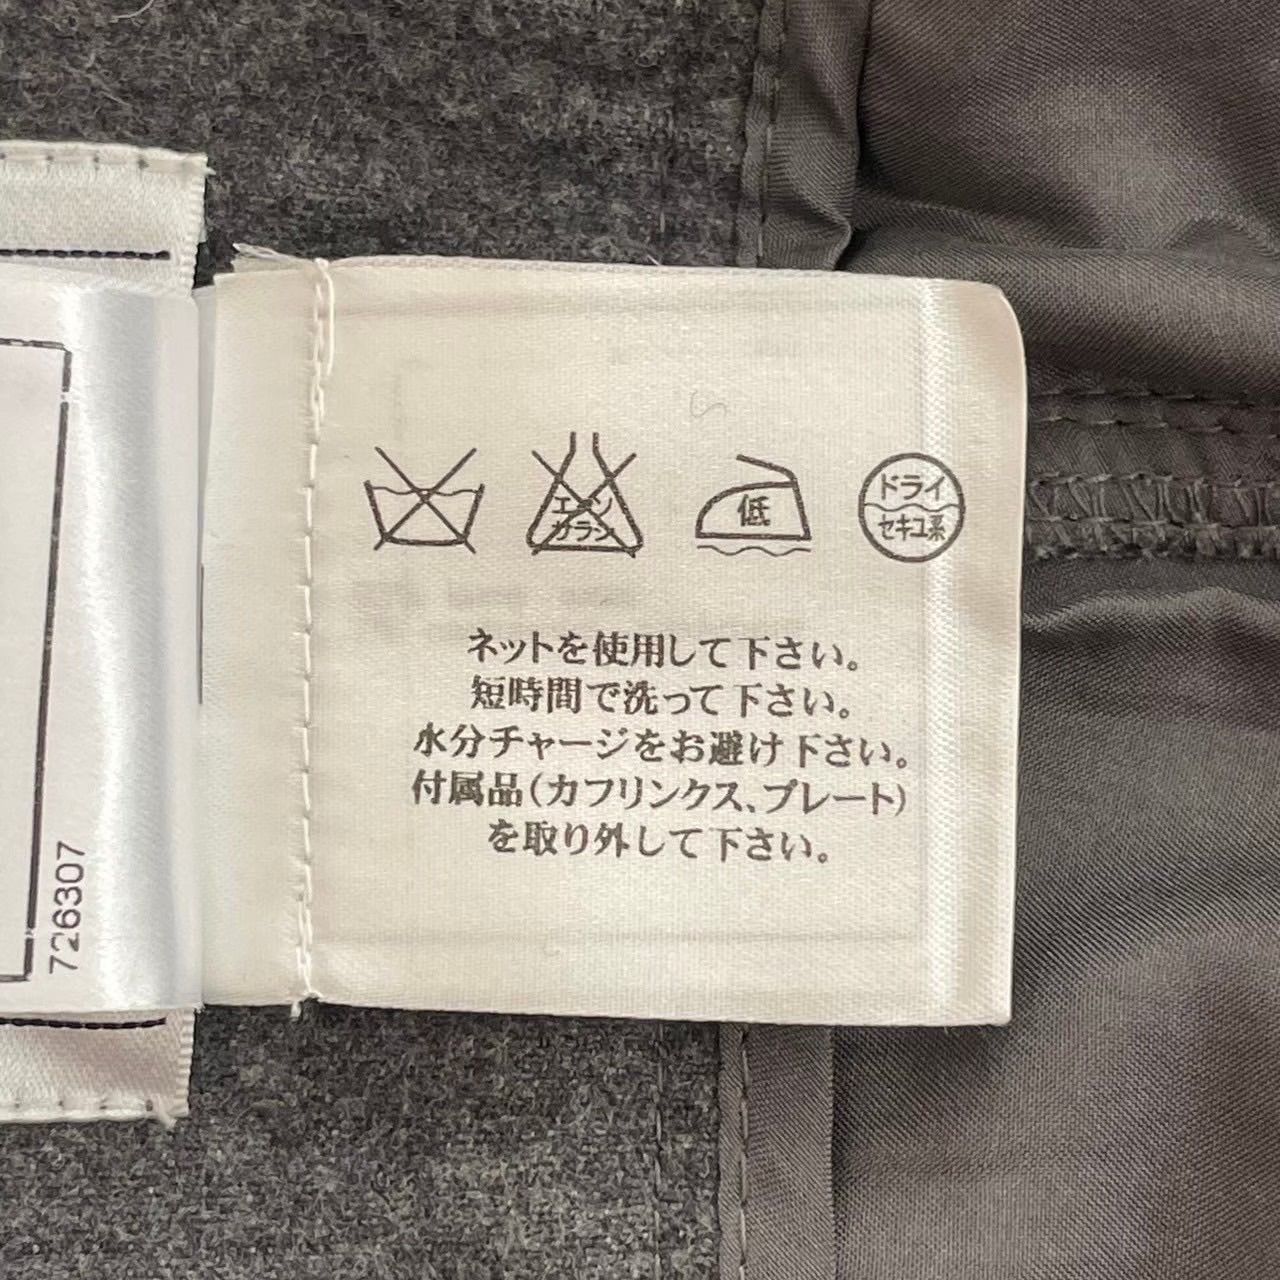 エンソ
サラシ
低
ドライ
セキユ系
ネットを使用して下さい。
短時間で洗って下さい。
水分チャージをお避け下さい。
付属品(カフリンクス、プレート)
を取り外して下さい。
726307